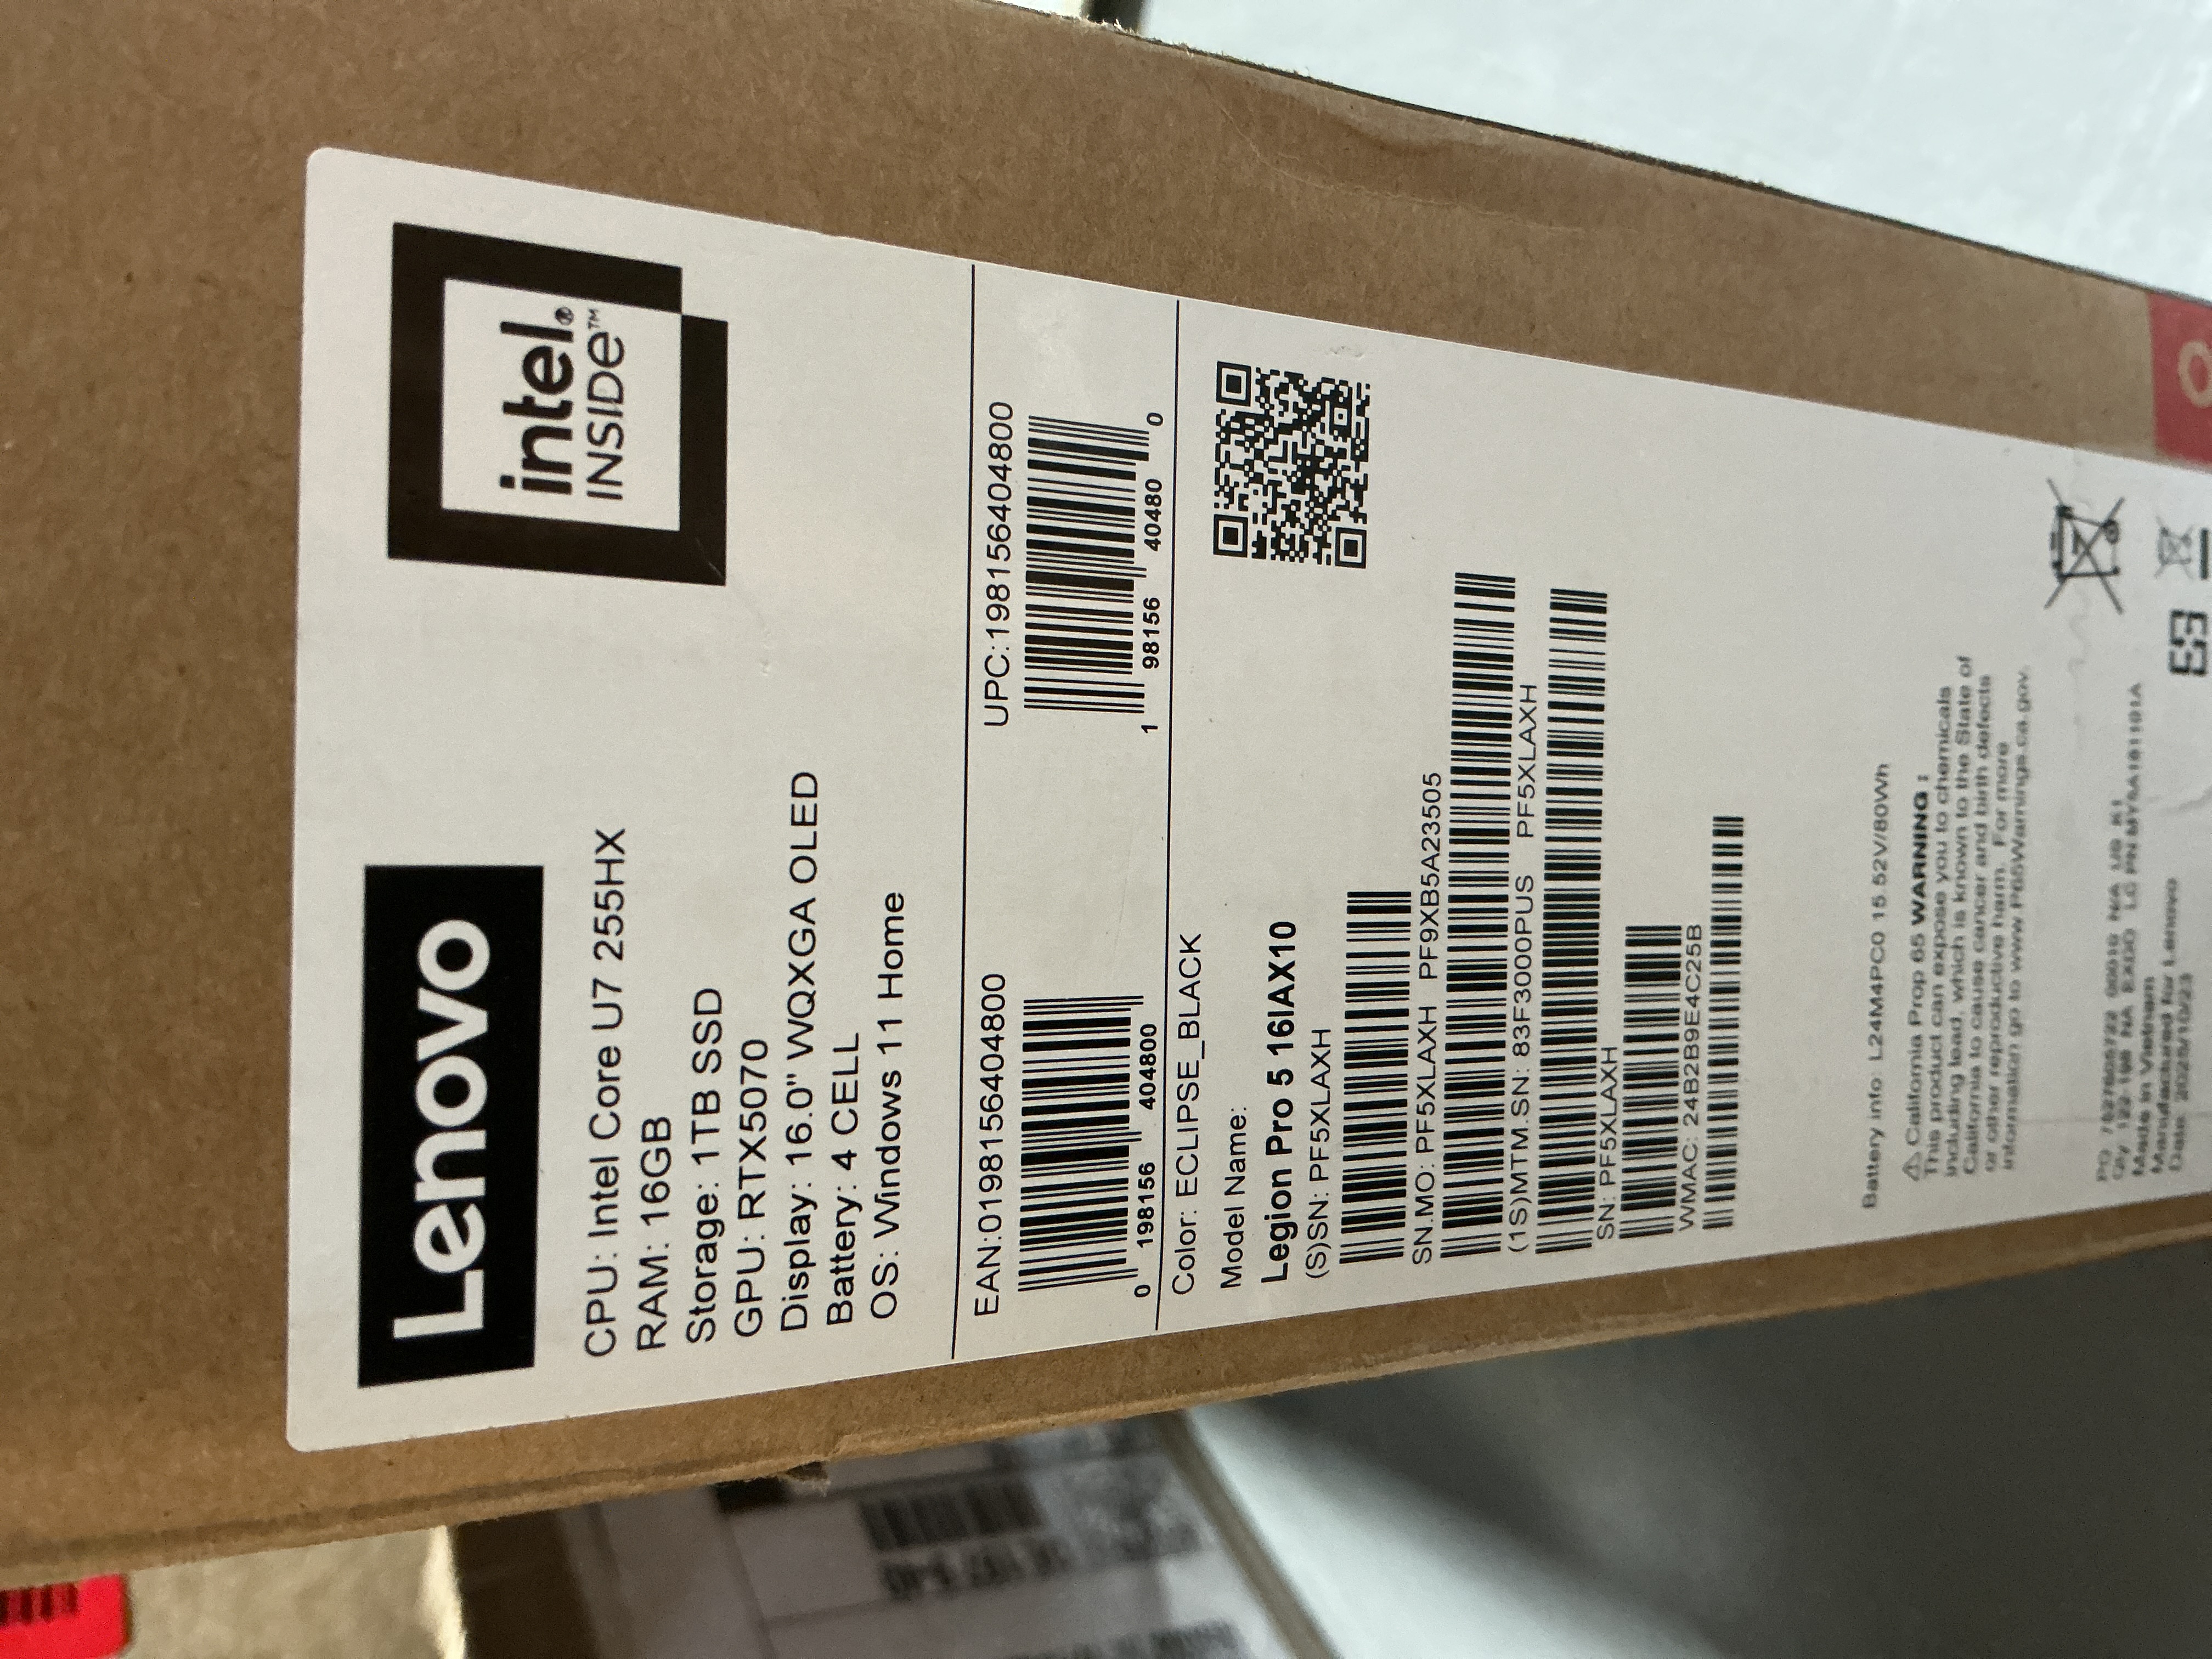 Lenovo
intel®
INSIDE™
CPU: Intel Core U7 255HX
RAM: 16GB
Storage: 1TB SSD
GPU: RTX5070
Display: 16.0" WQXGA OLED
Battery: 4 CELL
OS: Windows 11 Home
EAN:0198156404800
0 198156 404800
UPC:198156404800
1 98156 40480 0
Color: ECLIPSE_BLACK
Model Name:
Legion Pro 5 16IAX10
(S)SN: PF5XLAXH
SN.MO: PF5XLAXH PF9XB5A23505
(1S)MTM.SN: 83F3000PUS PF5XLAXH
SN: PF5XLAXH
WMAC: 24B2B9E4C25B
Battery info: L24M4PC0 15.52V/80Wh
⚠ California Prop 65 WARNING :
This product can expose you to chemicals
including lead, which is known to the State of
California to cause cancer and birth defects
or other reproductive harm. For more
information go to www.P65Warnings.ca.gov.
Made in Vietnam
Manufactured for Lenovo
Date 2025/10/23